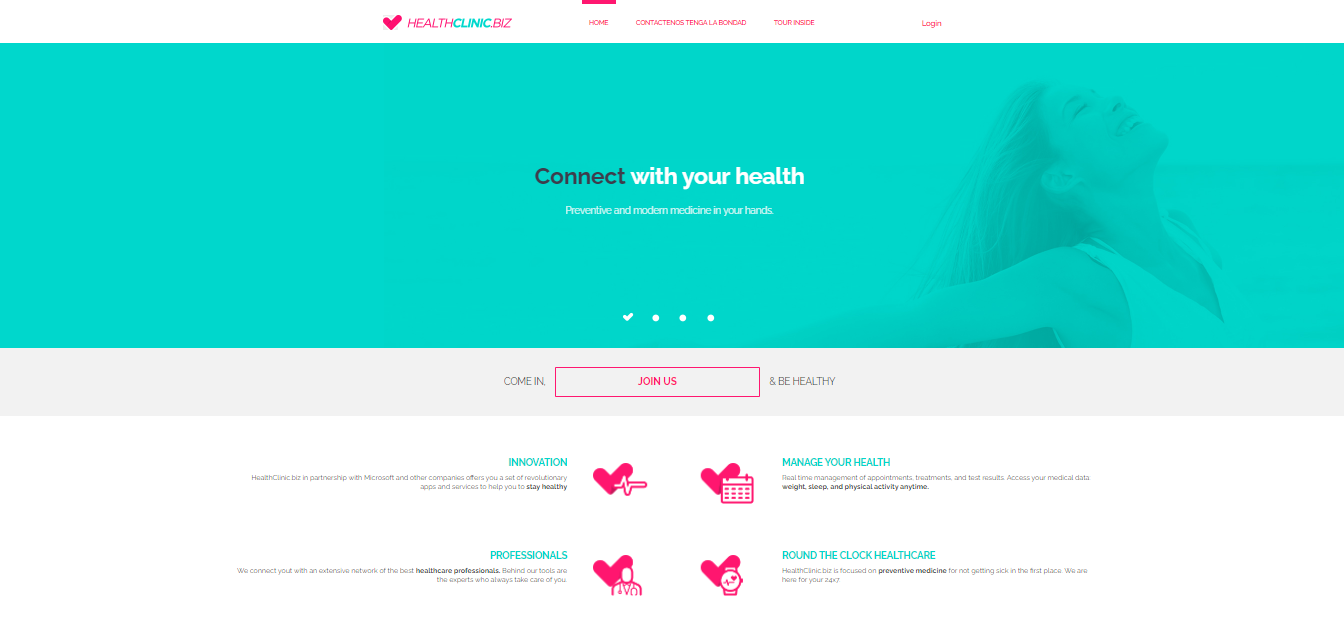 HEALTHCLINIC.BIZ
HOME
CONTACTENOS TENGA LA BONDAD
TOUR INSIDE
Login
Connect with your health
Preventive and modern medicine in your hands.
COME IN,
JOIN US
& BE HEALTHY
INNOVATION
HealthClinic.biz in partnership with Microsoft and other companies offers you a set of revolutionary
apps and services to help you to stay healthy
MANAGE YOUR HEALTH
Real time management of appointments, treatments, and test results. Access your medical data:
weight, sleep, and physical activity anytime.
PROFESSIONALS
We connect yout with an extensive network of the best healthcare professionals. Behind our tools are
the experts who always take care of you.
ROUND THE CLOCK HEALTHCARE
HealthClinic.biz is focused on preventive medicine for not getting sick in the first place. We are
here for your 24x7